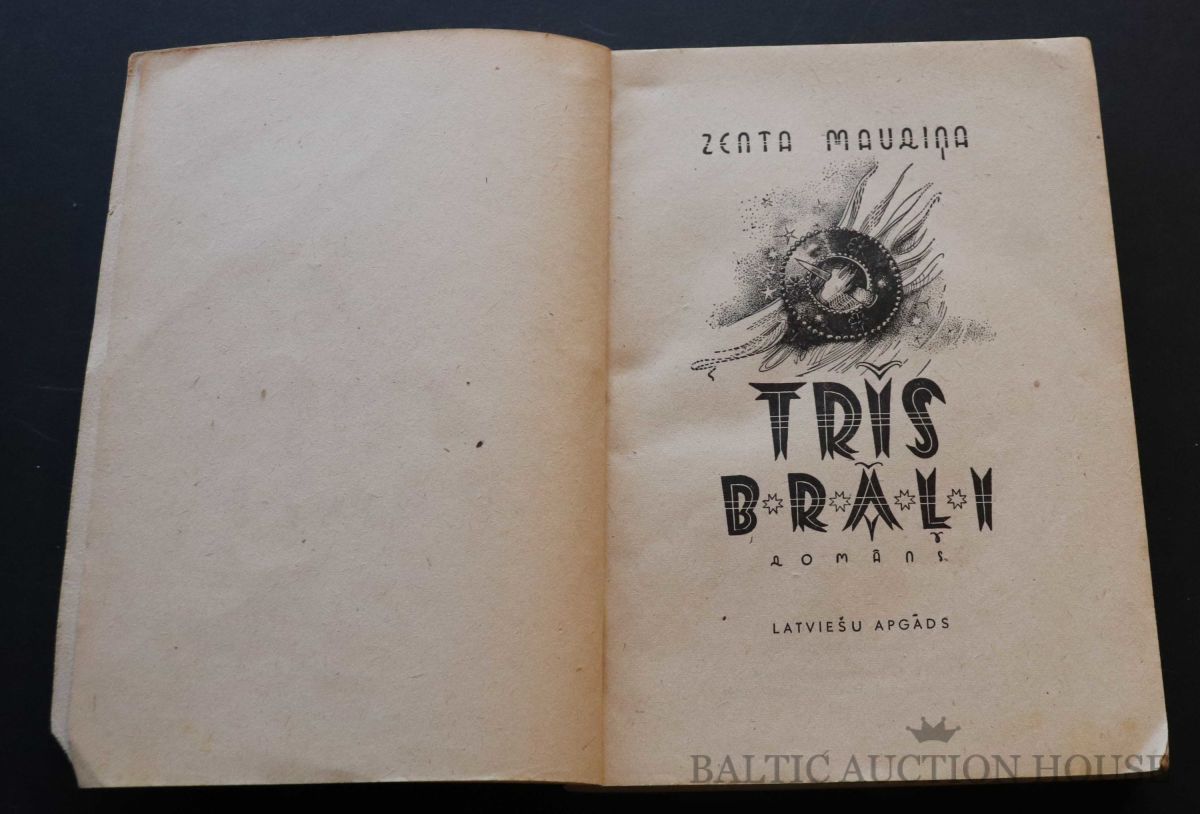 ZENTA MAURIŅA
TRĪS
BRĀĻI
ROMĀNS
LATVIEŠU APGĀDS
BALTIC AUCTION HOUSE